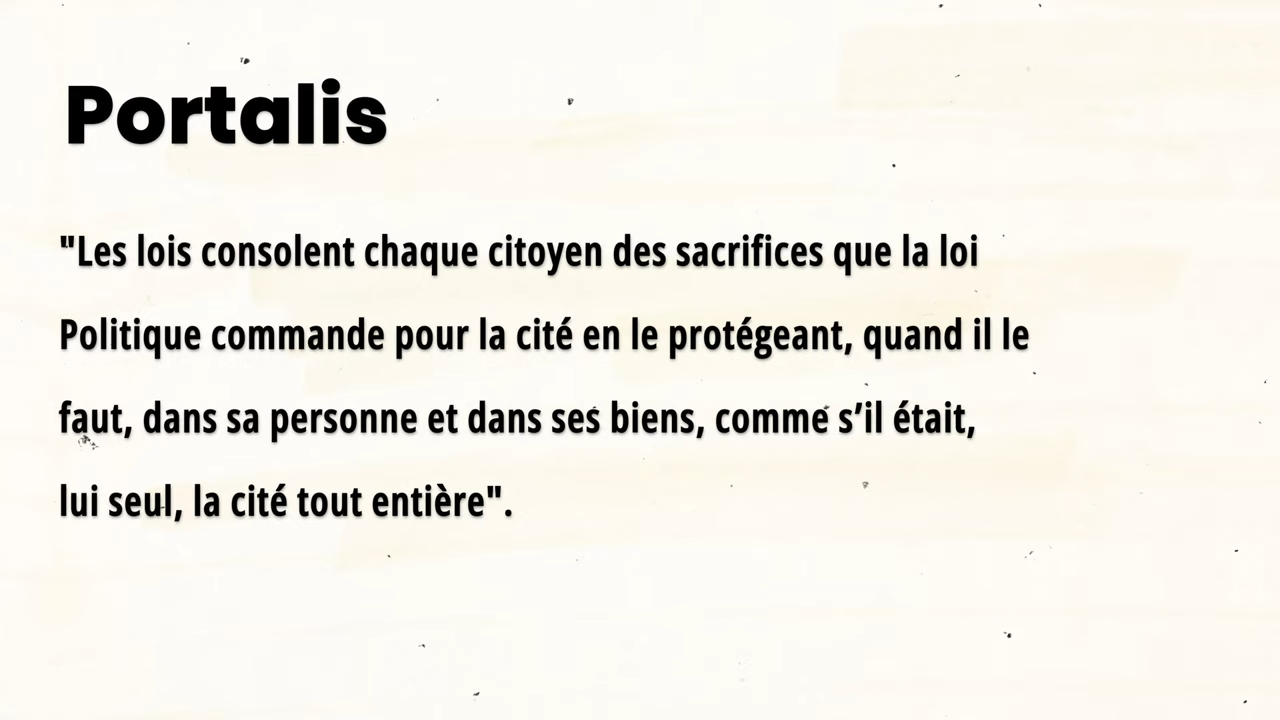 Portalis
"Les lois consolent chaque citoyen des sacrifices que la loi
Politique commande pour la cité en le protégeant, quand il le
faut, dans sa personne et dans ses biens, comme s’il était,
lui seul, la cité tout entière".